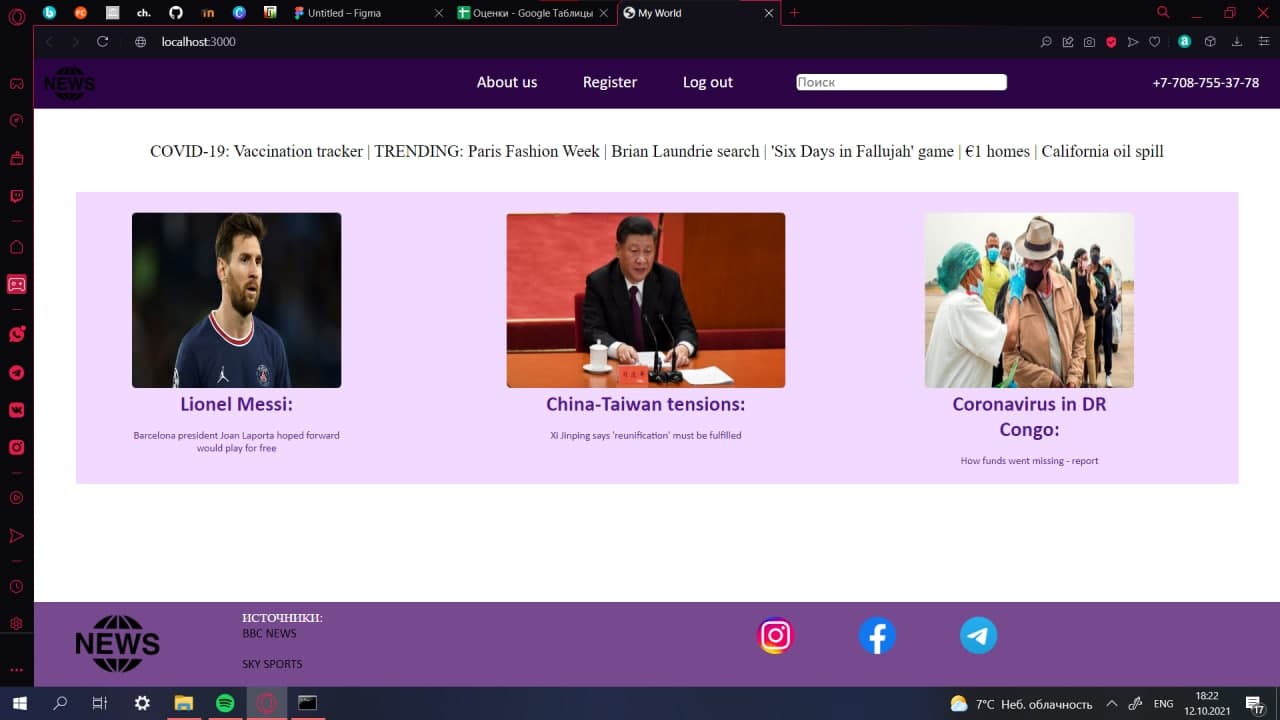 ch.
Untitled – Figma
Оценки - Google Таблицы
My World
localhost:3000
NEWS
About us
Register
Log out
Поиск
+7-708-755-37-78
COVID-19: Vaccination tracker | TRENDING: Paris Fashion Week | Brian Laundrie search | 'Six Days in Fallujah' game | €1 homes | California oil spill
Lionel Messi:
Barcelona president Joan Laporta hoped forward
would play for free
China-Taiwan tensions:
Xi Jinping says 'reunification' must be fulfilled
Coronavirus in DR
Congo:
How funds went missing - report
NEWS
ИСТОЧНИКИ:
BBC NEWS
SKY SPORTS
7°C Неб. облачность
ENG
18:22
12.10.2021
17